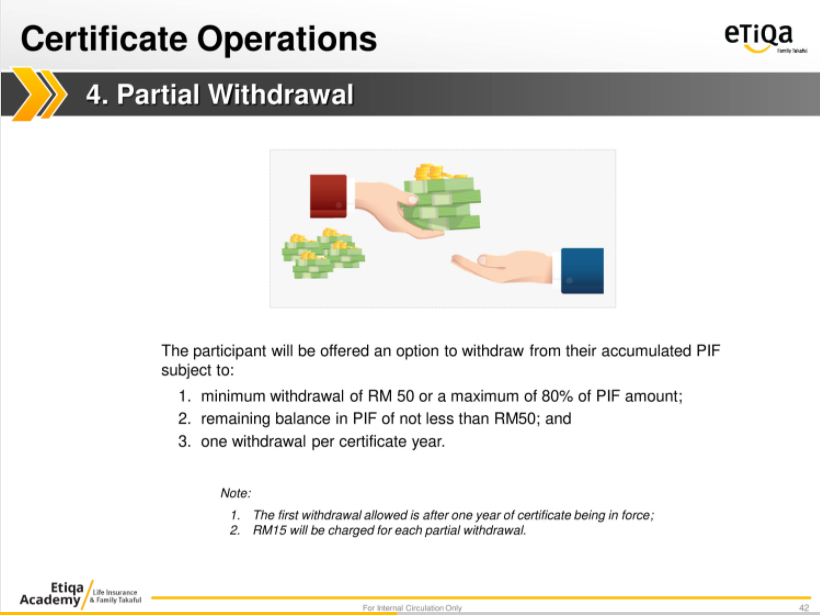 Certificate Operations
eTiQa
Family Takaful
4. Partial Withdrawal
The participant will be offered an option to withdraw from their accumulated PIF
subject to:
1. minimum withdrawal of RM 50 or a maximum of 80% of PIF amount;
2. remaining balance in PIF of not less than RM50; and
3. one withdrawal per certificate year.
Note:
1. The first withdrawal allowed is after one year of certificate being in force;
2. RM15 will be charged for each partial withdrawal.
Etiqa
Academy
Life Insurance
& Family Takaful
For Internal Circulation Only
42